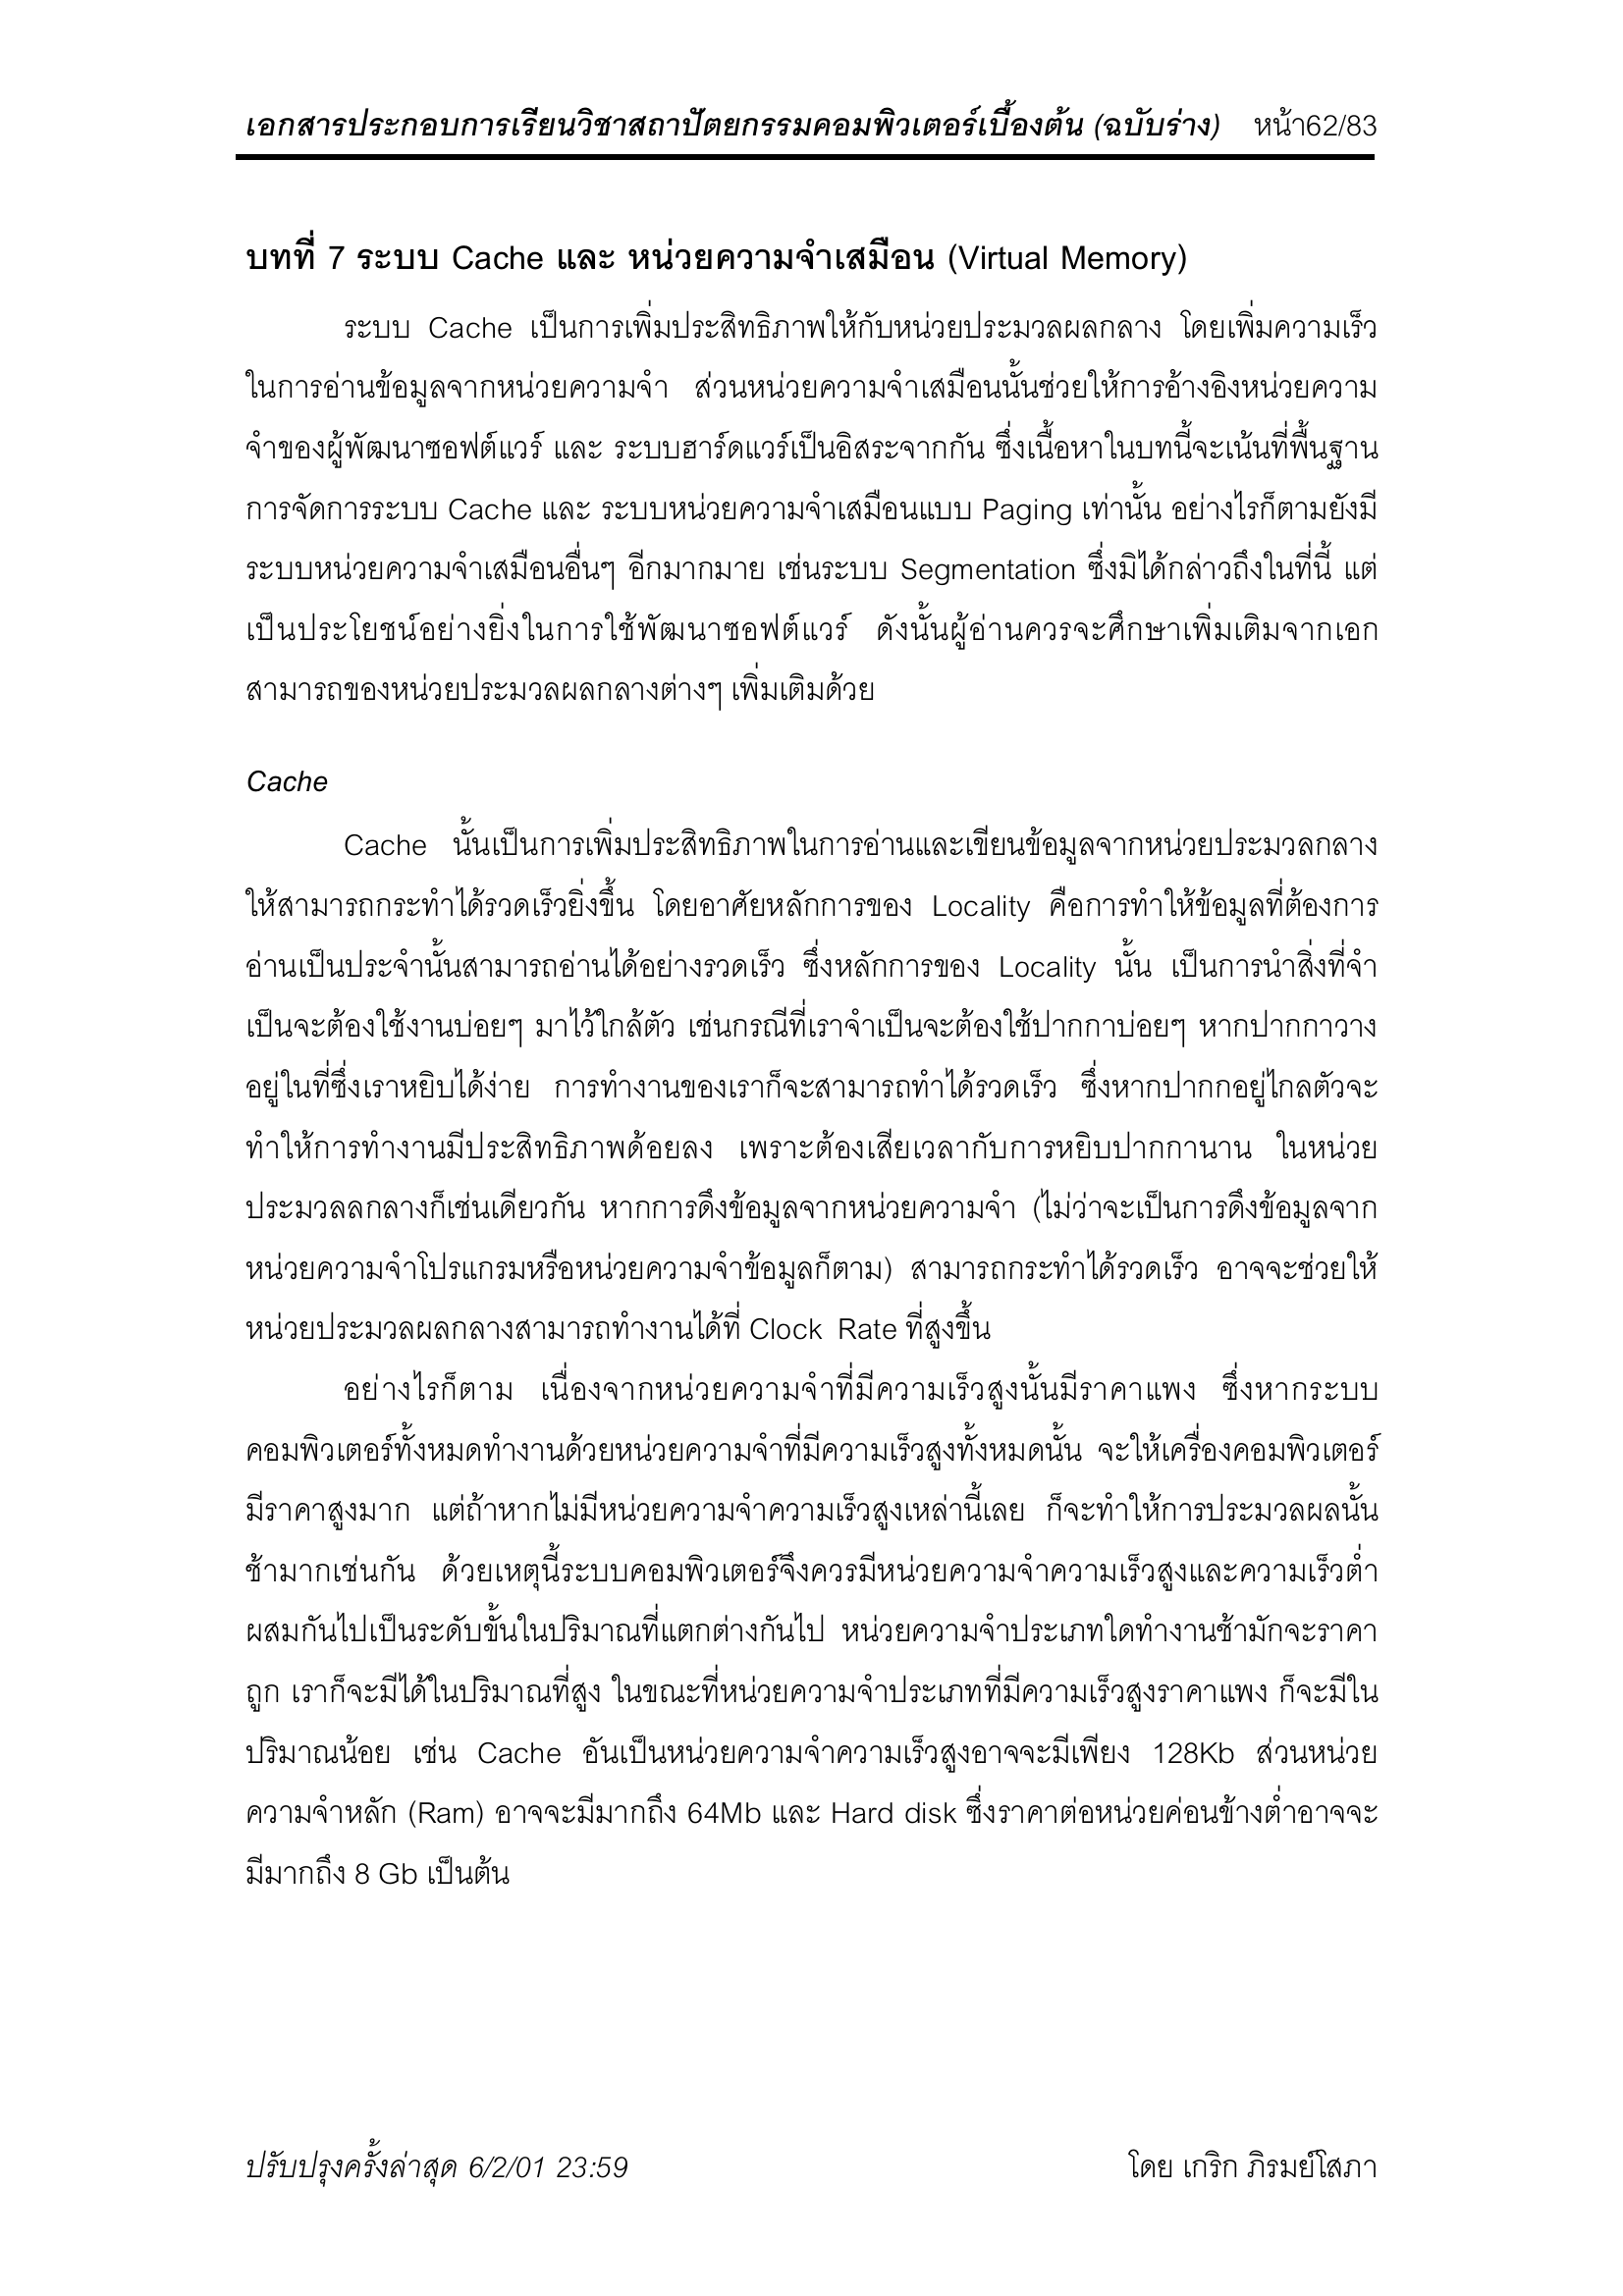 เอกสารประกอบการเรียนวิชาสถาปัตยกรรมคอมพิวเตอร์เบื้องต้น (ฉบับร่าง) หน้า62/83
บทที่ 7 ระบบ Cache และ หน่วยความจำเสมือน (Virtual Memory)
ระบบ Cache เป็นการเพิ่มประสิทธิภาพให้กับหน่วยประมวลผลกลาง โดยเพิ่มความเร็ว
ในการอ่านข้อมูลจากหน่วยความจำ ส่วนหน่วยความจำเสมือนนั้นช่วยให้การอ้างอิงหน่วยความ
จำของผู้พัฒนาซอฟต์แวร์ และ ระบบฮาร์ดแวร์เป็นอิสระจากกัน ซึ่งเนื้อหาในบทนี้จะเน้นที่พื้นฐาน
การจัดการระบบ Cache และ ระบบหน่วยความจำเสมือนแบบ Paging เท่านั้น อย่างไรก็ตามยังมี
ระบบหน่วยความจำเสมือนอื่นๆ อีกมากมาย เช่นระบบ Segmentation ซึ่งมิได้กล่าวถึงในที่นี้ แต่
เป็นประโยชน์อย่างยิ่งในการใช้พัฒนาซอฟต์แวร์ ดังนั้นผู้อ่านควรจะศึกษาเพิ่มเติมจากเอก
สามารถของหน่วยประมวลผลกลางต่างๆ เพิ่มเติมด้วย
Cache
Cache นั้นเป็นการเพิ่มประสิทธิภาพในการอ่านและเขียนข้อมูลจากหน่วยประมวลกลาง
ให้สามารถกระทำได้รวดเร็วยิ่งขึ้น โดยอาศัยหลักการของ Locality คือการทำให้ข้อมูลที่ต้องการ
อ่านเป็นประจำนั้นสามารถอ่านได้อย่างรวดเร็ว ซึ่งหลักการของ Locality นั้น เป็นการนำสิ่งที่จำ
เป็นจะต้องใช้งานบ่อยๆ มาไว้ใกล้ตัว เช่นกรณีที่เราจำเป็นจะต้องใช้ปากกาบ่อยๆ หากปากกาวาง
อยู่ในที่ซึ่งเราหยิบได้ง่าย การทำงานของเราก็จะสามารถทำได้รวดเร็ว ซึ่งหากปากกอยู่ไกลตัวจะ
ทำให้การทำงานมีประสิทธิภาพด้อยลง เพราะต้องเสียเวลากับการหยิบปากกานาน ในหน่วย
ประมวลลกลางก็เช่นเดียวกัน หากการดึงข้อมูลจากหน่วยความจำ (ไม่ว่าจะเป็นการดึงข้อมูลจาก
หน่วยความจำโปรแกรมหรือหน่วยความจำข้อมูลก็ตาม) สามารถกระทำได้รวดเร็ว อาจจะช่วยให้
หน่วยประมวลผลกลางสามารถทำงานได้ที่ Clock Rate ที่สูงขึ้น
อย่างไรก็ตาม เนื่องจากหน่วยความจำที่มีความเร็วสูงนั้นมีราคาแพง ซึ่งหากระบบ
คอมพิวเตอร์ทั้งหมดทำงานด้วยหน่วยความจำที่มีความเร็วสูงทั้งหมดนั้น จะให้เครื่องคอมพิวเตอร์
มีราคาสูงมาก แต่ถ้าหากไม่มีหน่วยความจำความเร็วสูงเหล่านี้เลย ก็จะทำให้การประมวลผลนั้น
ช้ามากเช่นกัน ด้วยเหตุนี้ระบบคอมพิวเตอร์จึงควรมีหน่วยความจำความเร็วสูงและความเร็วต่ำ
ผสมกันไปเป็นระดับขั้นในปริมาณที่แตกต่างกันไป หน่วยความจำประเภทใดทำงานช้ามักจะราคา
ถูก เราก็จะมีได้ในปริมาณที่สูง ในขณะที่หน่วยความจำประเภทที่มีความเร็วสูงราคาแพง ก็จะมีใน
ปริมาณน้อย เช่น Cache อันเป็นหน่วยความจำความเร็วสูงอาจจะมีเพียง 128Kb ส่วนหน่วย
ความจำหลัก (Ram) อาจจะมีมากถึง 64Mb และ Hard disk ซึ่งราคาต่อหน่วยค่อนข้างต่ำอาจจะ
มีมากถึง 8 Gb เป็นต้น
ปรับปรุงครั้งล่าสุด 6/2/01 23:59 โดย เกริก ภิรมย์โสภา